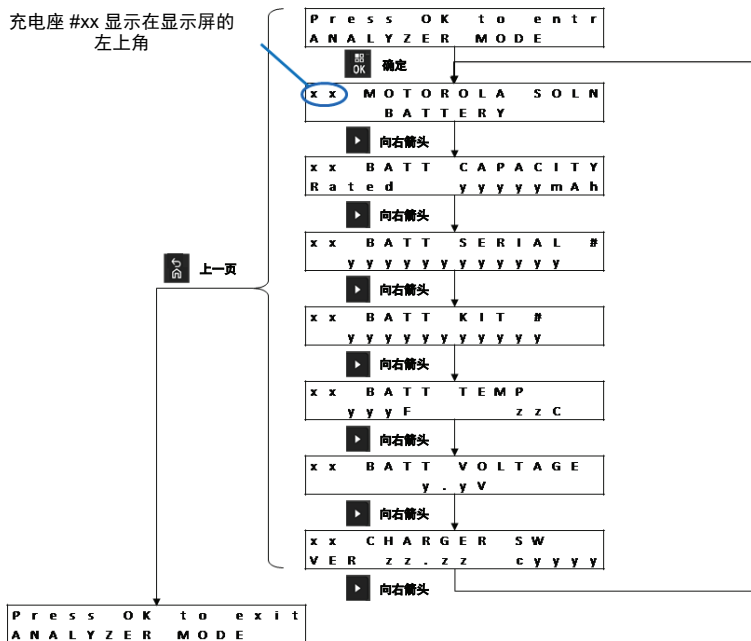 充电座 #xx 显示在显示屏的
左上角
Press OK to entr
ANALYZER MODE
OK 确定
xx MOTOROLA SOLN
BATTERY
向右箭头
xx BATT CAPACITY
Rated yyyyymAh
向右箭头
xx BATT SERIAL #
yyyyyyyyyyyy
上一页
向右箭头
xx BATT KIT #
yyyyyyyyyyy
向右箭头
xx BATT TEMP
yyyF zzC
向右箭头
xx BATT VOLTAGE
y.yV
向右箭头
xx CHARGER SW
VER zz.zz cyyyy
向右箭头
Press OK to exit
ANALYZER MODE